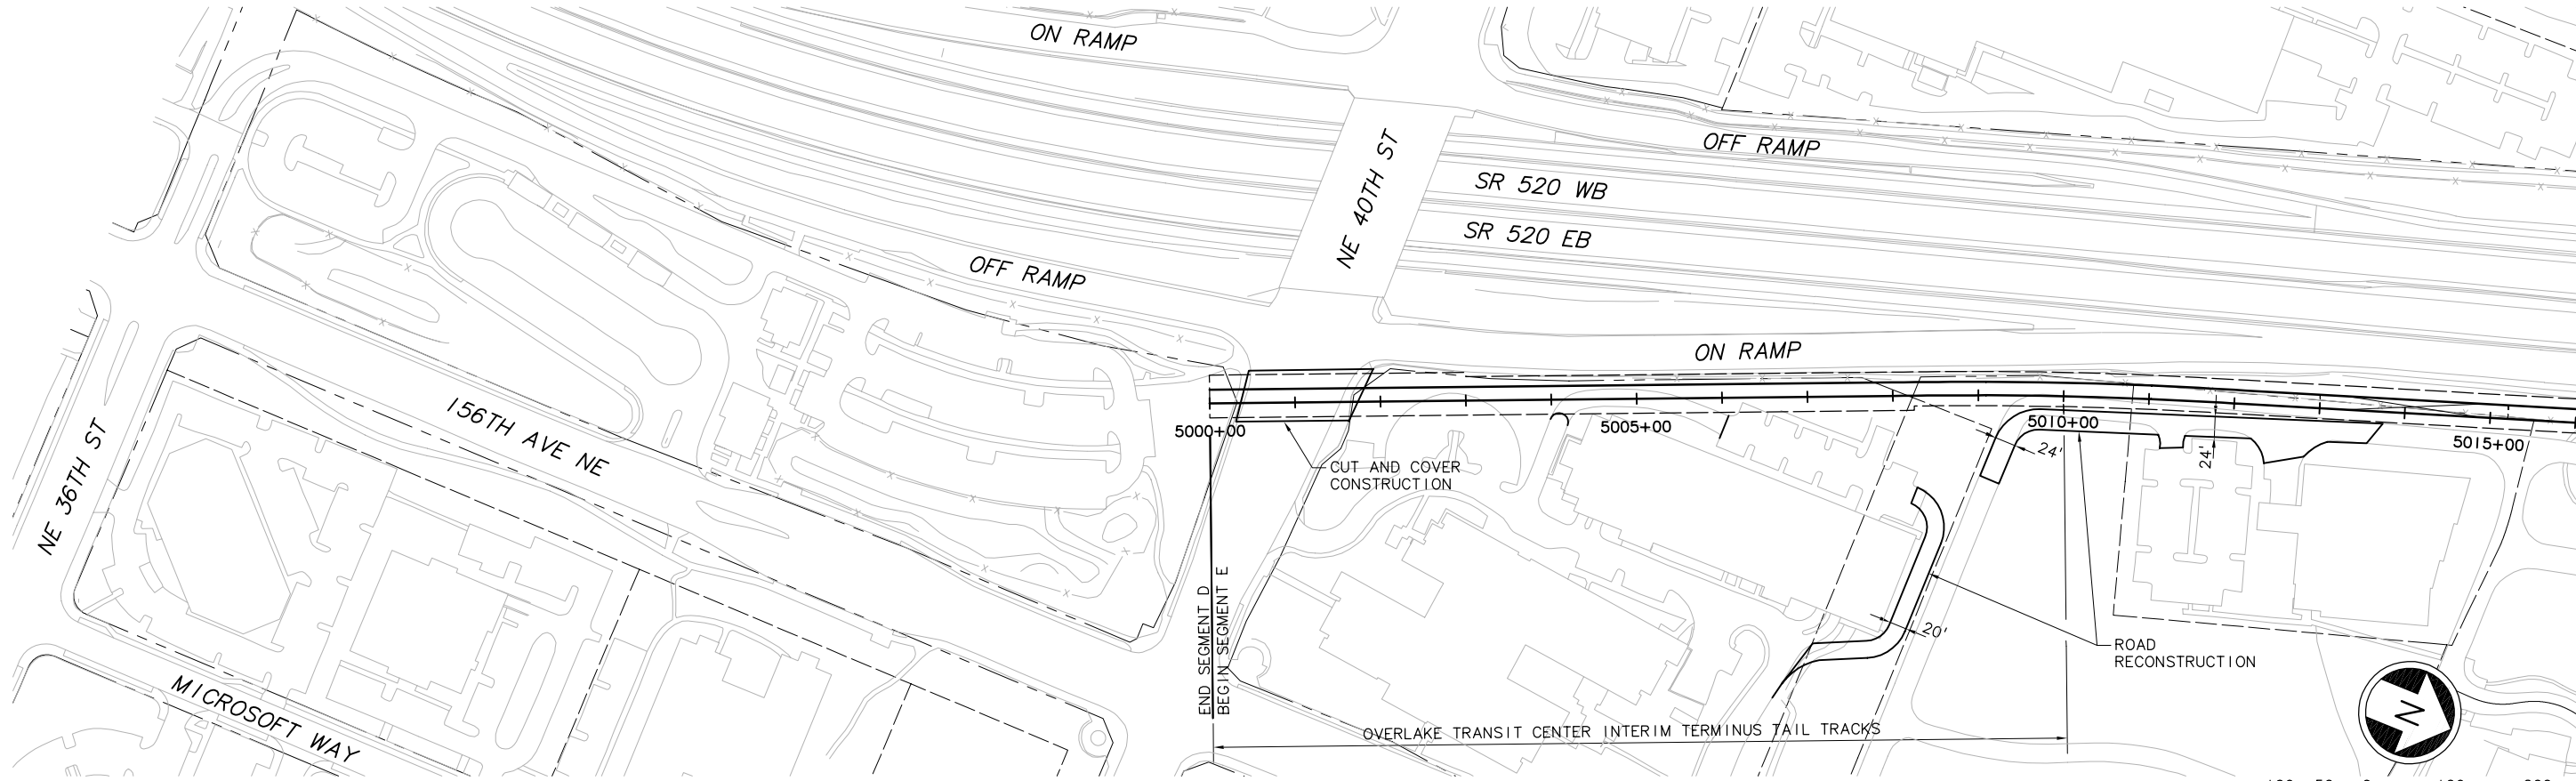 ON RAMP
OFF RAMP
NE 40TH ST
SR 520 WB
SR 520 EB
OFF RAMP
ON RAMP
5000+00
5005+00
5010+00
5015+00
156TH AVE NE
NE 36TH ST
CUT AND COVER
CONSTRUCTION
24'
24'
20'
END SEGMENT D
BEGIN SEGMENT E
ROAD
RECONSTRUCTION
MICROSOFT WAY
OVERLAKE TRANSIT CENTER INTERIM TERMINUS TAIL TRACKS
N